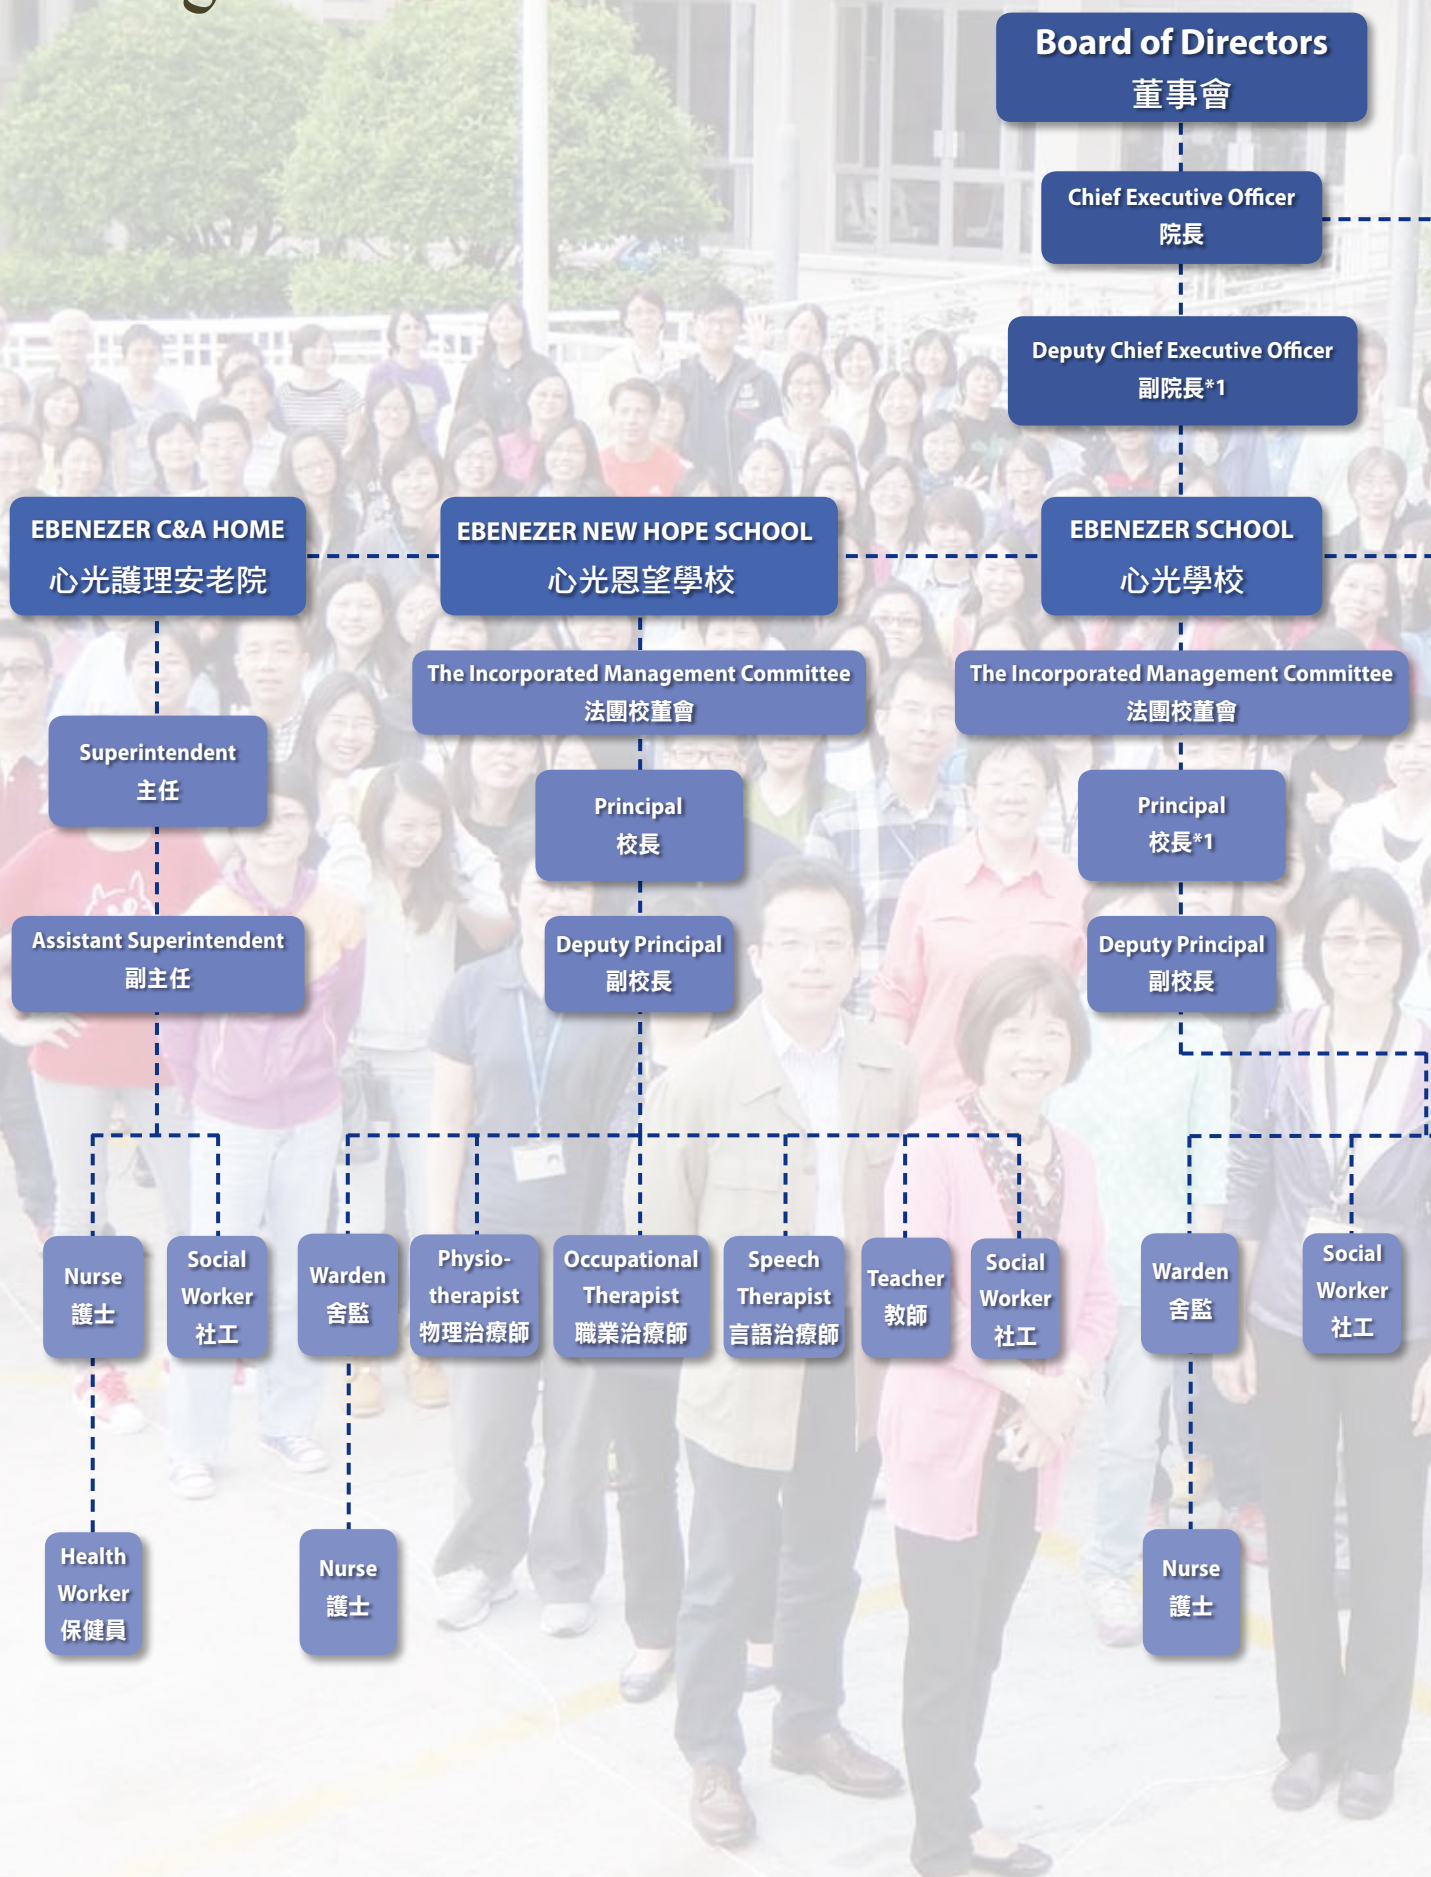 Board of Directors
董事會
Chief Executive Officer
院長
Deputy Chief Executive Officer
副院長*1
EBENEZER C&A HOME
心光護理安老院
EBENEZER NEW HOPE SCHOOL
心光恩望學校
EBENEZER SCHOOL
心光學校
The Incorporated Management Committee
法團校董會
The Incorporated Management Committee
法團校董會
Superintendent
主任
Principal
校長
Principal
校長*1
Assistant Superintendent
副主任
Deputy Principal
副校長
Deputy Principal
副校長
Nurse
護士
Social
Worker
社工
Warden
舍監
Physio-
therapist
物理治療師
Occupational
Therapist
職業治療師
Speech
Therapist
言語治療師
Teacher
教師
Social
Worker
社工
Warden
舍監
Social
Worker
社工
Health
Worker
保健員
Nurse
護士
Nurse
護士